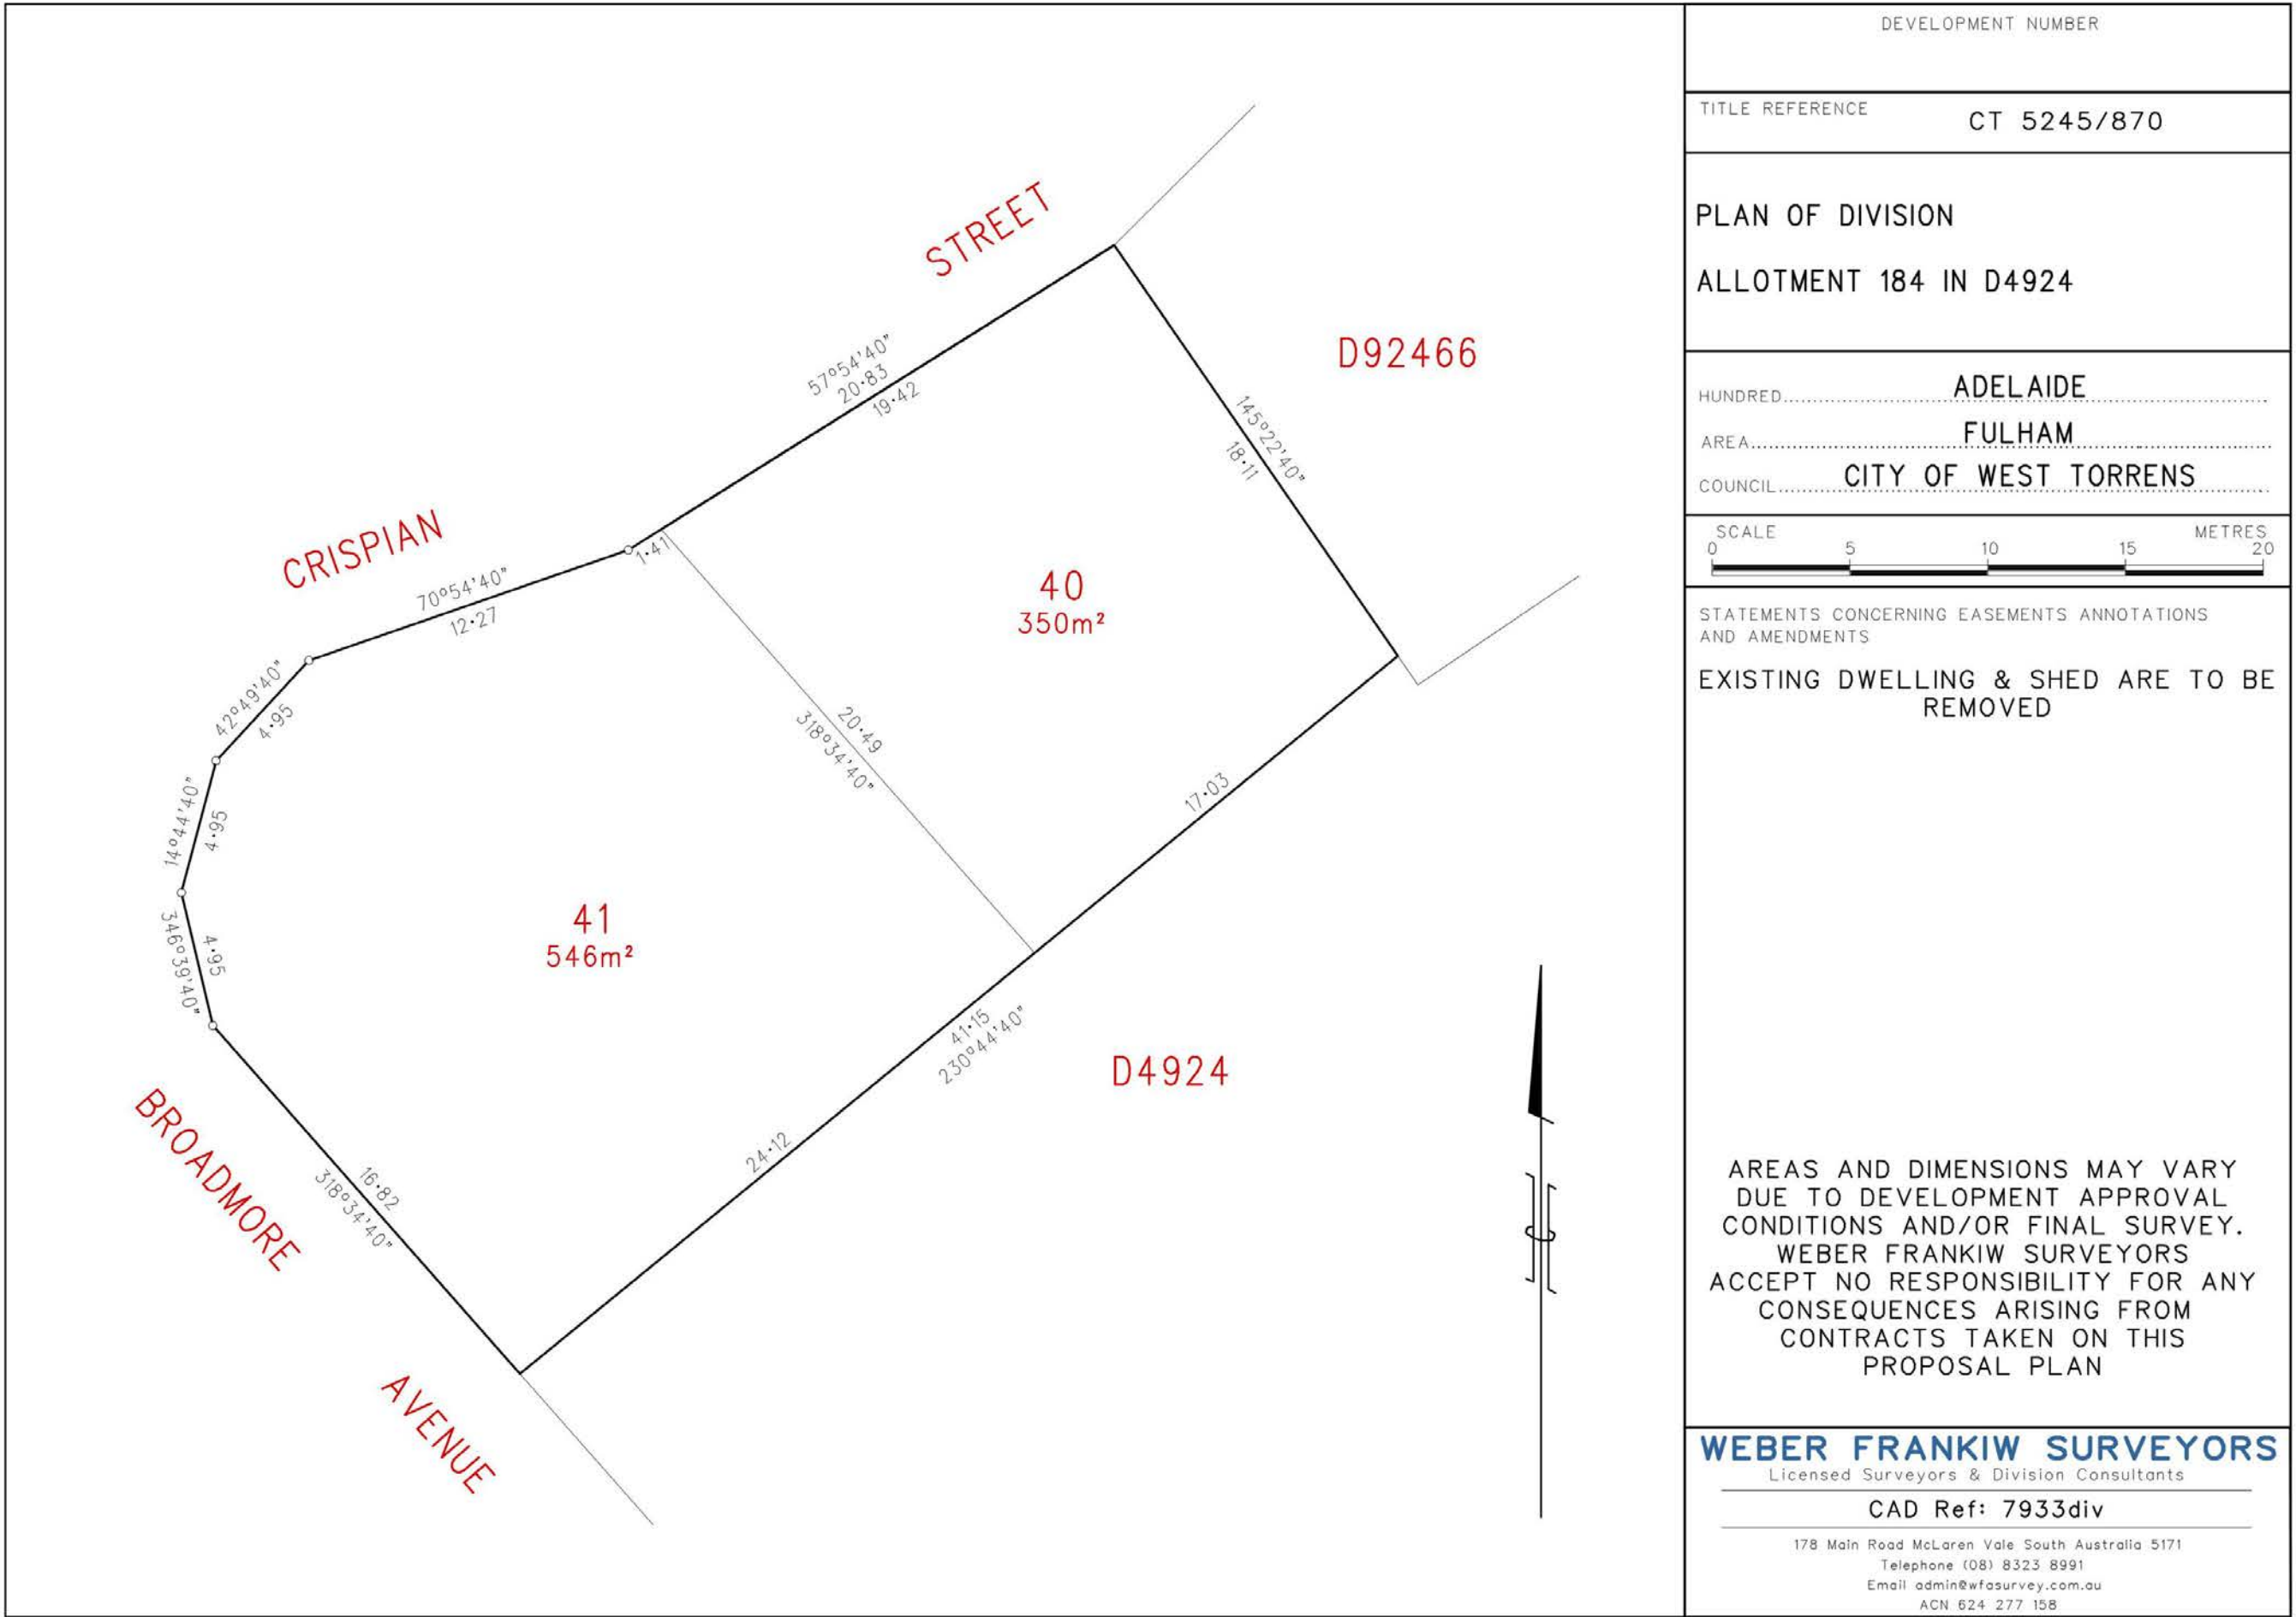 STREET
D92466
57°54'40"
20·83
19·42
145°22'40"
18·11
CRISPIAN
1·41
70°54'40"
12·27
40
350m²
42°49'40"
4·95
20·49
318°34'40"
14°44'40"
4·95
17·03
346°39'40"
4·95
41
546m²
41·15
230°44'40"
D4924
BROADMORE
24·12
16·82
318°34'40"
AVENUE
DEVELOPMENT NUMBER
TITLE REFERENCE CT 5245/870
PLAN OF DIVISION
ALLOTMENT 184 IN D4924
HUNDRED ADELAIDE
AREA FULHAM
COUNCIL CITY OF WEST TORRENS
SCALE METRES
0 5 10 15 20
STATEMENTS CONCERNING EASEMENTS ANNOTATIONS
AND AMENDMENTS
EXISTING DWELLING & SHED ARE TO BE
REMOVED
AREAS AND DIMENSIONS MAY VARY
DUE TO DEVELOPMENT APPROVAL
CONDITIONS AND/OR FINAL SURVEY.
WEBER FRANKIW SURVEYORS
ACCEPT NO RESPONSIBILITY FOR ANY
CONSEQUENCES ARISING FROM
CONTRACTS TAKEN ON THIS
PROPOSAL PLAN
WEBER FRANKIW SURVEYORS
Licensed Surveyors & Division Consultants
CAD Ref: 7933div
178 Main Road McLaren Vale South Australia 5171
Telephone (08) 8323 8991
Email admin@wfasurvey.com.au
ACN 624 277 158